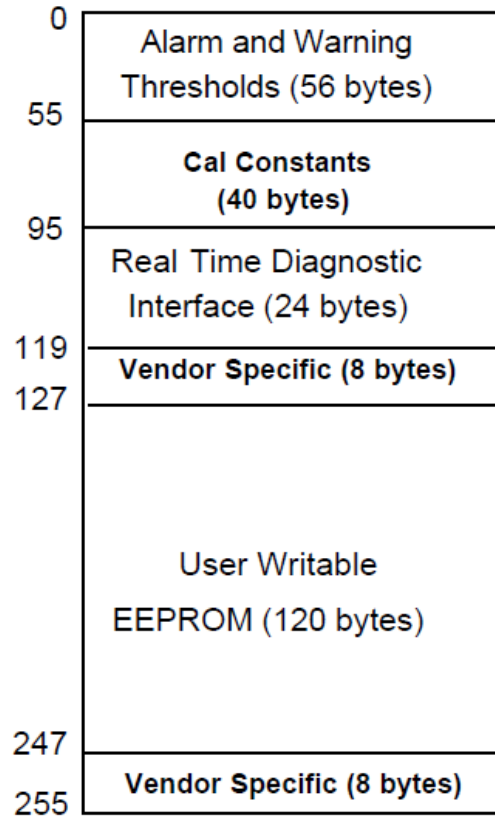 0
Alarm and Warning
Thresholds (56 bytes)
55
Cal Constants
(40 bytes)
95
Real Time Diagnostic
Interface (24 bytes)
119
Vendor Specific (8 bytes)
127
User Writable
EEPROM (120 bytes)
247
Vendor Specific (8 bytes)
255